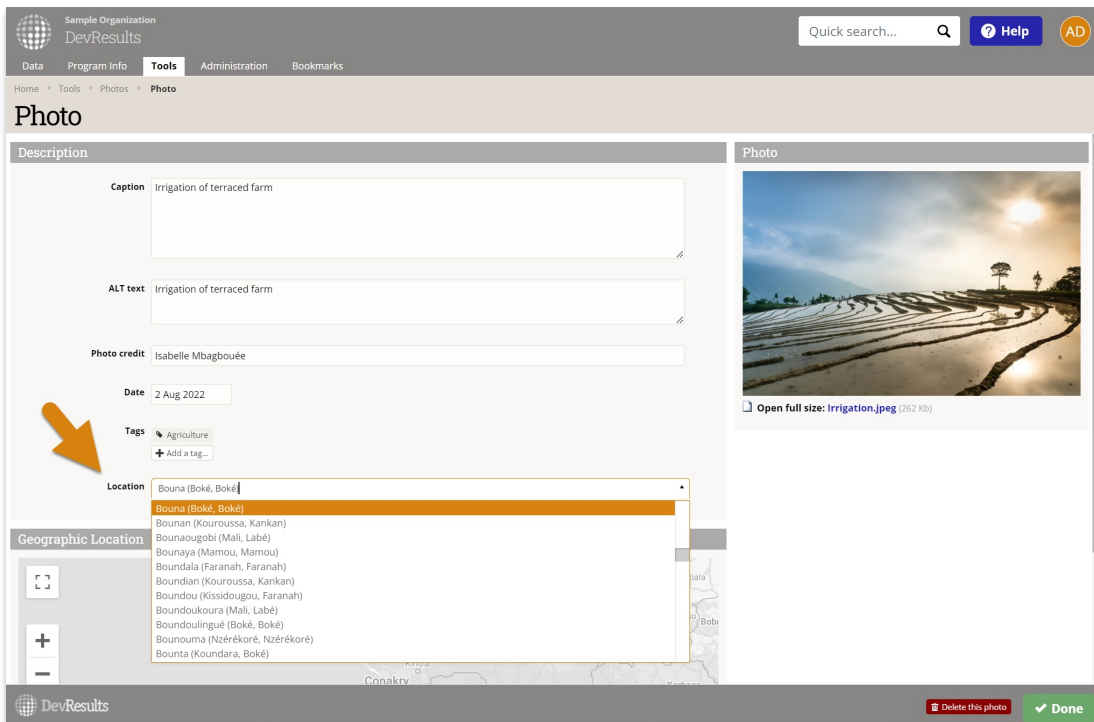 Sample Organization
DevResults
Quick search...
Help
AD
Data Program Info Tools Administration Bookmarks
Home Tools Photos Photo
Photo
Description
Caption Irrigation of terraced farm
ALT text Irrigation of terraced farm
Photo credit Isabelle Mbagbouée
Date 2 Aug 2022
Tags Agriculture
Add a tag...
Location Bouna (Boké, Boké)
Bouna (Boké, Boké)
Bounan (Kouroussa, Kankan)
Bounaougobi (Mali, Labé)
Bounaya (Mamou, Mamou)
Boundala (Faranah, Faranah)
Boundian (Kouroussa, Kankan)
Boundou (Kissidougou, Faranah)
Boundoukoura (Mali, Labé)
Boundoulingué (Boké, Boké)
Bounouma (Nzérékoré, Nzérékoré)
Bounta (Koundara, Boké)
Geographic Location
Kindia
Conakry
Photo
Open full size: Irrigation.jpeg (262 Kb)
DevResults
Delete this photo
Done